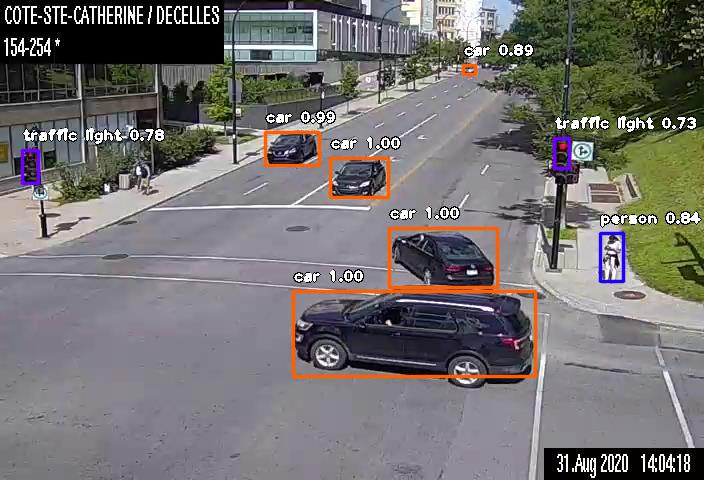 COTE-STE-CATHERINE / DECELLES
154-254 *
car 0.89
car 0.99
traffic light 0.78
car 1.00
traffic light 0.73
car 1.00
person 0.84
car 1.00
31.Aug 2020 14:04:18